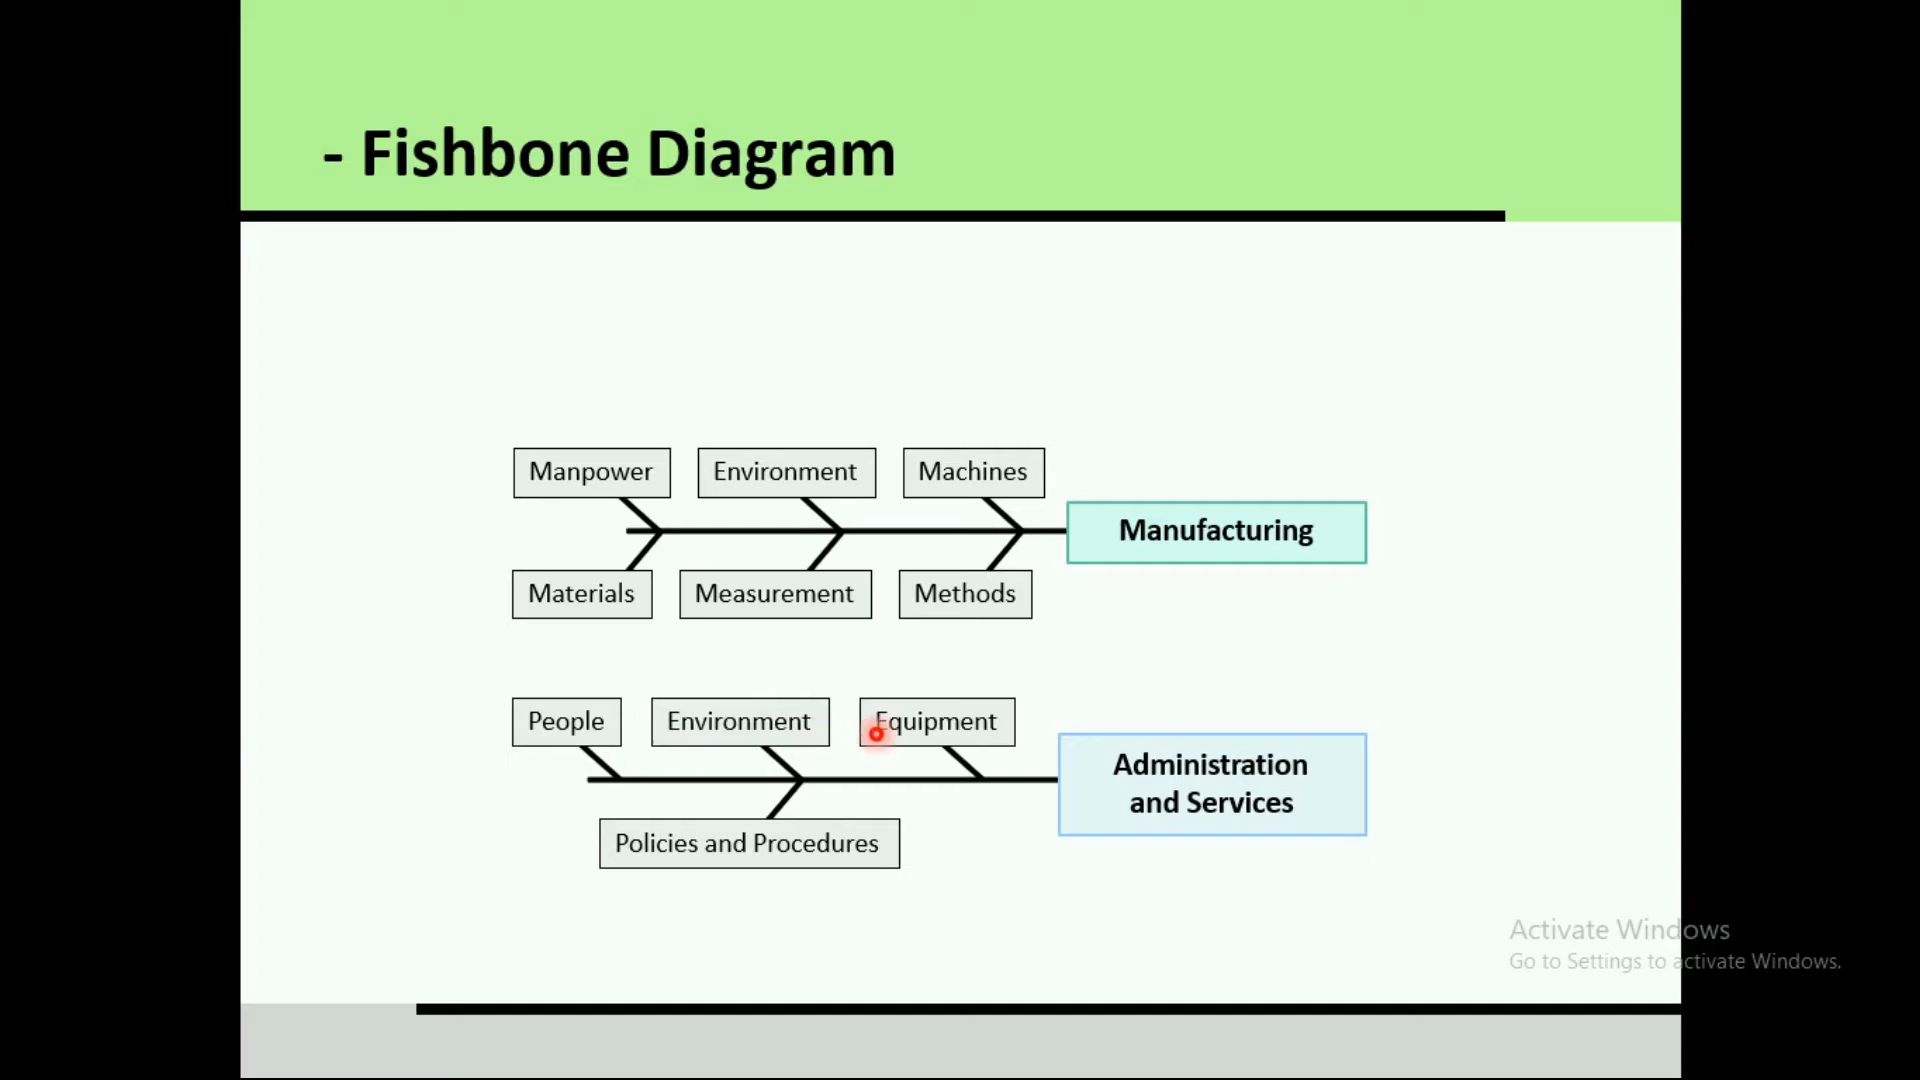 - Fishbone Diagram
Manpower
Environment
Machines
Manufacturing
Materials
Measurement
Methods
People
Environment
Equipment
Administration
and Services
Policies and Procedures
Activate Windows
Go to Settings to activate Windows.